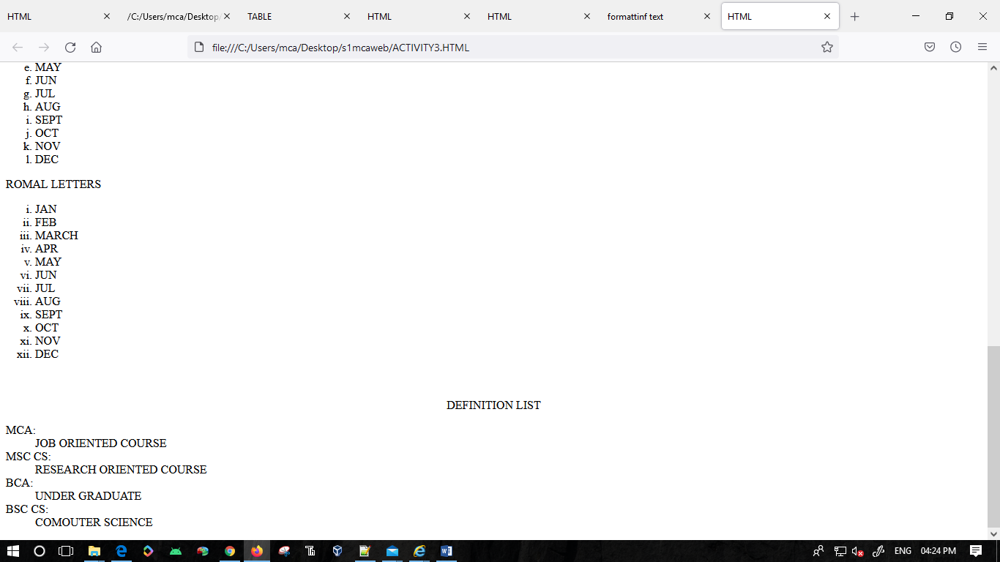 HTML
/C:/Users/mca/Desktop/
TABLE
HTML
HTML
formattinf text
HTML
file:///C:/Users/mca/Desktop/s1mcaweb/ACTIVITY3.HTML
e. MAY
f. JUN
g. JUL
h. AUG
i. SEPT
j. OCT
k. NOV
l. DEC
ROMAL LETTERS
i. JAN
ii. FEB
iii. MARCH
iv. APR
v. MAY
vi. JUN
vii. JUL
viii. AUG
ix. SEPT
x. OCT
xi. NOV
xii. DEC
DEFINITION LIST
MCA:
JOB ORIENTED COURSE
MSC CS:
RESEARCH ORIENTED COURSE
BCA:
UNDER GRADUATE
BSC CS:
COMOUTER SCIENCE
ENG 04:24 PM